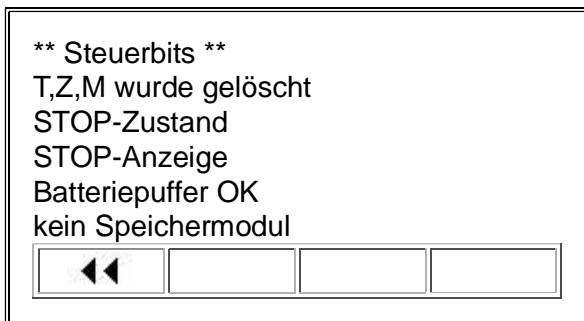 ** Steuerbits **
T,Z,M wurde gelöscht
STOP-Zustand
STOP-Anzeige
Batteriepuffer OK
kein Speichermodul